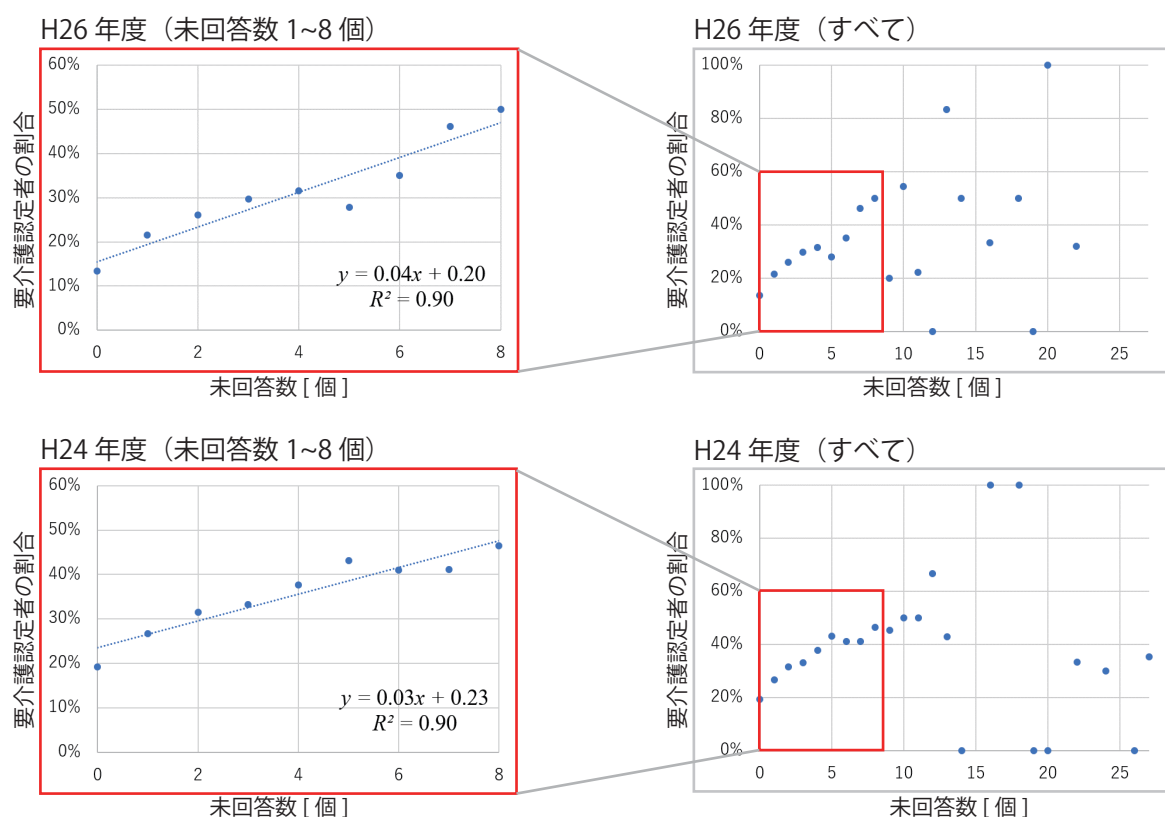 H26 年度（未回答数 1~8 個）
要介護認定者の割合
60%
50%
40%
30%
20%
10%
0%
y = 0.04x + 0.20
R² = 0.90
0 2 4 6 8
未回答数 [ 個 ]
H26 年度（すべて）
要介護認定者の割合
100%
80%
60%
40%
20%
0%
0 5 10 15 20 25
未回答数 [ 個 ]
H24 年度（未回答数 1~8 個）
要介護認定者の割合
60%
50%
40%
30%
20%
10%
0%
y = 0.03x + 0.23
R² = 0.90
0 2 4 6 8
未回答数 [ 個 ]
H24 年度（すべて）
要介護認定者の割合
100%
80%
60%
40%
20%
0%
0 5 10 15 20 25
未回答数 [ 個 ]